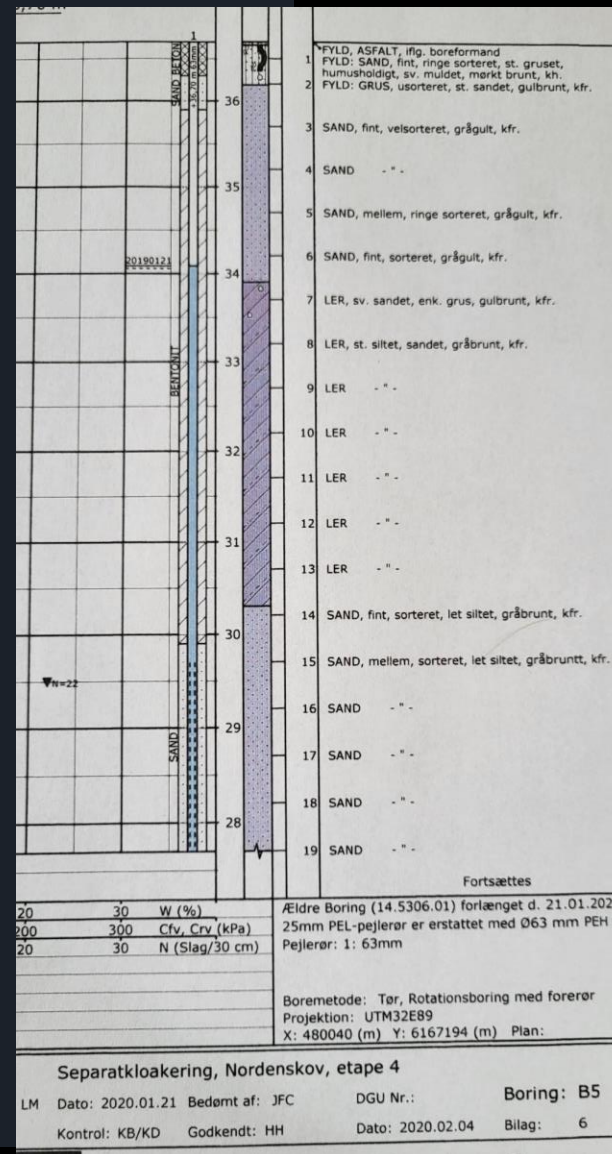 1
FYLD, ASFALT, iflg. boreformand
1 FYLD: SAND, fint, ringe sorteret, st. gruset,
humusholdigt, sv. muldet, mørkt brunt, kh.
2 FYLD: GRUS, usorteret, st. sandet, gulbrunt, kfr.
SAND BETON
36
3 SAND, fint, velsorteret, grågult, kfr.
4 SAND - " -
35
5 SAND, mellem, ringe sorteret, grågult, kfr.
6 SAND, fint, sorteret, grågult, kfr.
20190121
34
7 LER, sv. sandet, enk. grus, gulbrunt, kfr.
8 LER, st. siltet, sandet, gråbrunt, kfr.
33
BENTONIT
9 LER - " -
10 LER - " -
32
11 LER - " -
12 LER - " -
31
13 LER - " -
14 SAND, fint, sorteret, let siltet, gråbrunt, kfr.
30
15 SAND, mellem, sorteret, let siltet, gråbruntt, kfr.
N=22
16 SAND - " -
29
SAND
17 SAND - " -
18 SAND - " -
28
19 SAND - " -
Fortsættes
20 30 W (%)
200 300 Cfv, Crv (kPa)
20 30 N (Slag/30 cm)
Ældre Boring (14.5306.01) forlænget d. 21.01.202
25mm PEL-pejlerør er erstattet med Ø63 mm PEH
Pejlerør: 1: 63mm
Boremetode: Tør, Rotationsboring med forerør
Projektion: UTM32E89
X: 480040 (m) Y: 6167194 (m) Plan:
Separatkloakering, Nordenskov, etape 4
LM Dato: 2020.01.21 Bedømt af: JFC DGU Nr.: Boring: B5
Kontrol: KB/KD Godkendt: HH Dato: 2020.02.04 Bilag: 6